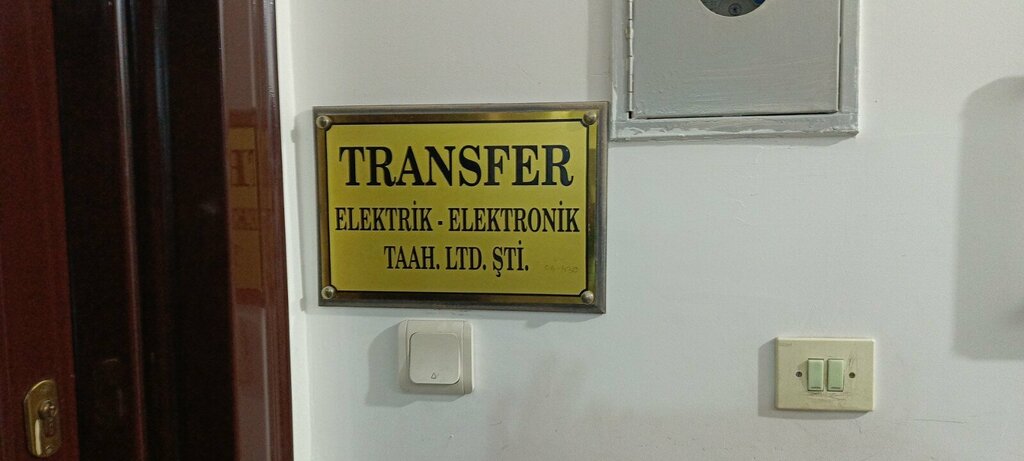 TRANSFER
ELEKTRİK - ELEKTRONİK
TAAH. LTD. ŞTİ.